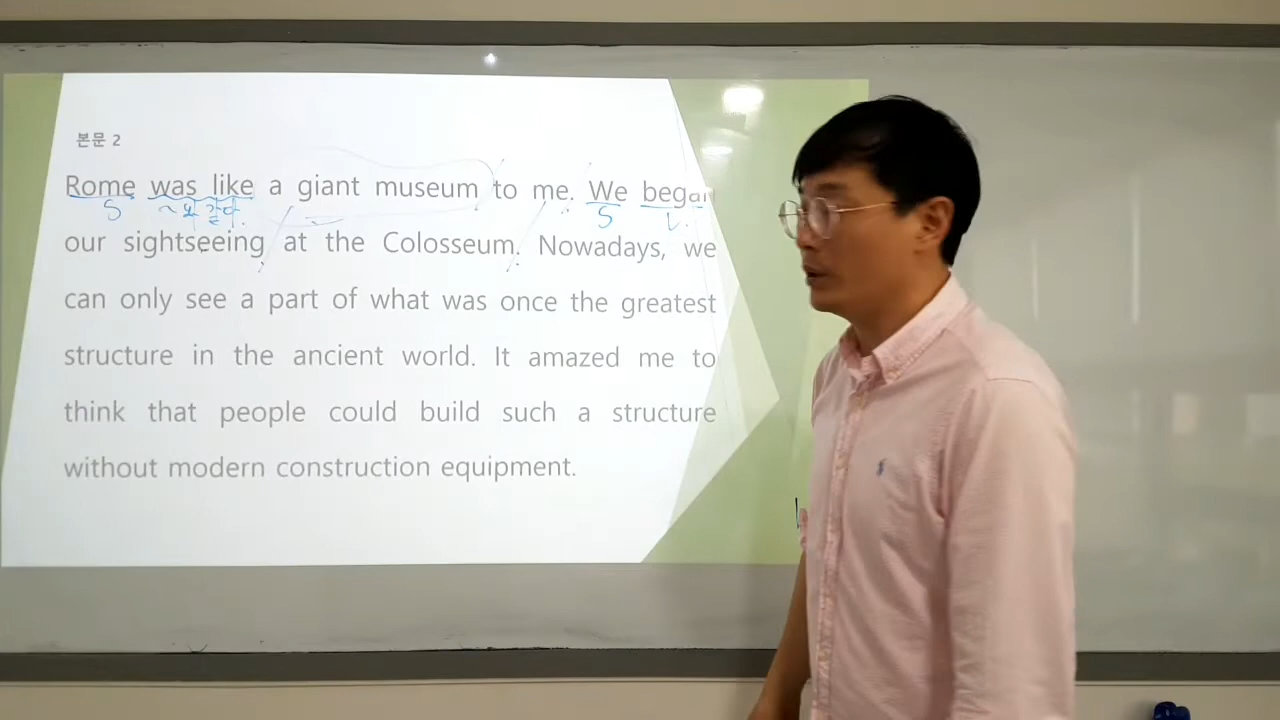 본문 2
Rome was like a giant museum to me. We began
S ~와 같다. S V
our sightseeing at the Colosseum. Nowadays, we
can only see a part of what was once the greatest
structure in the ancient world. It amazed me to
think that people could build such a structure
without modern construction equipment.